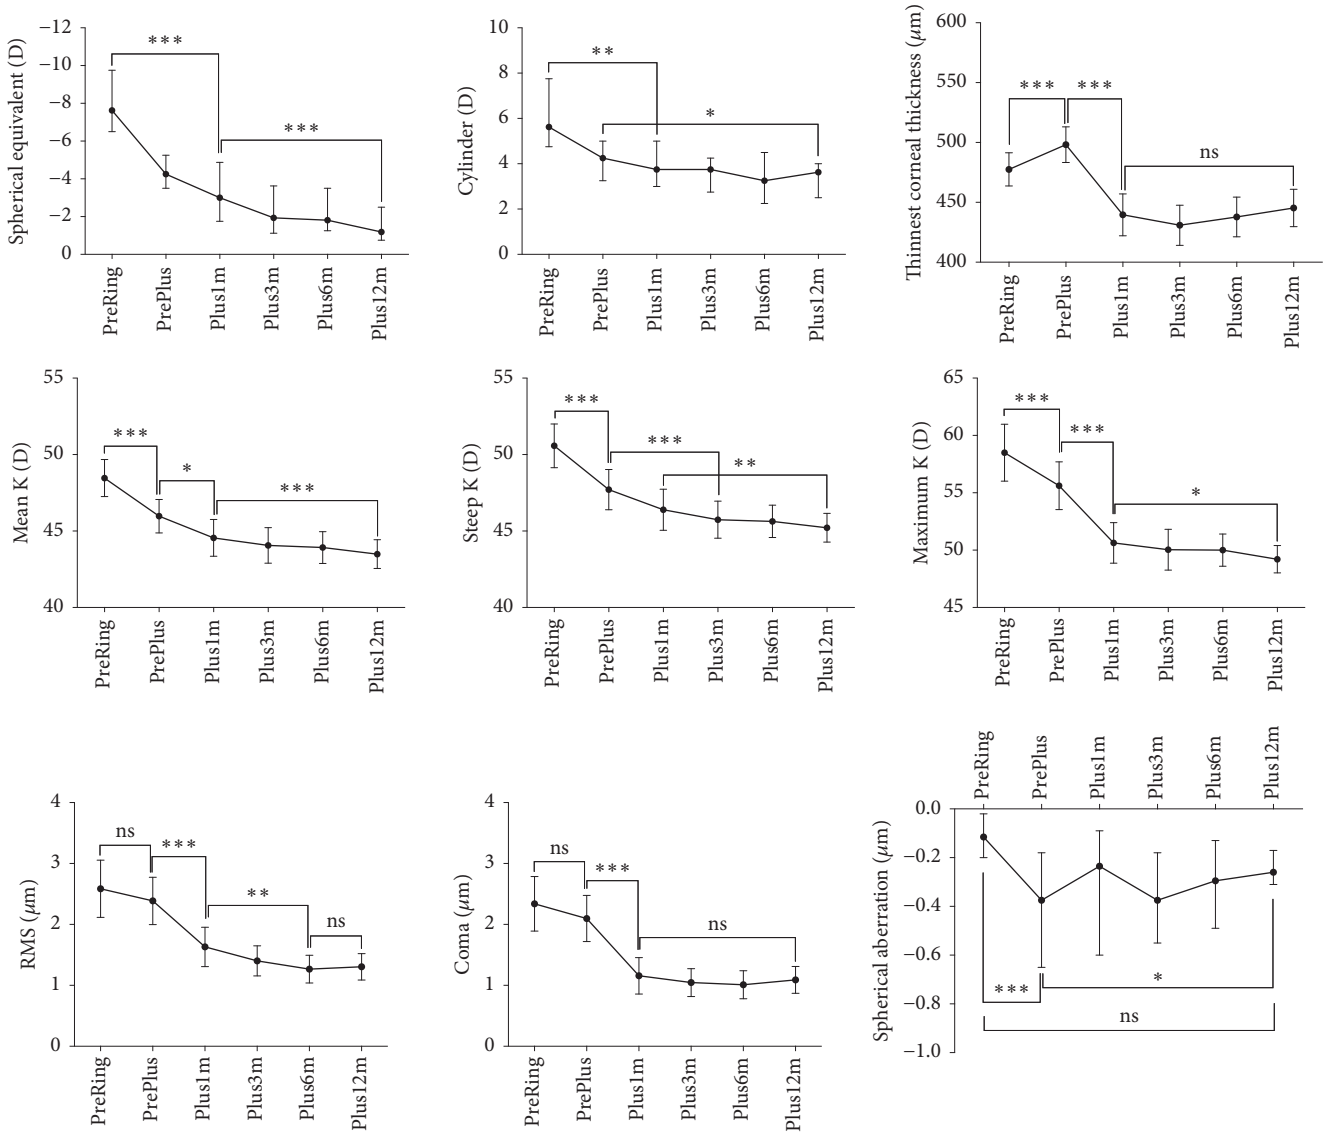 Spherical equivalent (D)
−12
−10
−8
−6
−4
−2
0
***
***
PreRing
PrePlus
Plus1m
Plus3m
Plus6m
Plus12m
Cylinder (D)
10
8
6
4
2
0
**
*
PreRing
PrePlus
Plus1m
Plus3m
Plus6m
Plus12m
Thinnest corneal thickness (μm)
600
550
500
450
400
***
***
ns
PreRing
PrePlus
Plus1m
Plus3m
Plus6m
Plus12m
Mean K (D)
55
50
45
40
***
*
***
PreRing
PrePlus
Plus1m
Plus3m
Plus6m
Plus12m
Steep K (D)
55
50
45
40
***
***
**
PreRing
PrePlus
Plus1m
Plus3m
Plus6m
Plus12m
Maximum K (D)
65
60
55
50
45
***
***
*
PreRing
PrePlus
Plus1m
Plus3m
Plus6m
Plus12m
RMS (μm)
4
3
2
1
0
ns
***
**
ns
PreRing
PrePlus
Plus1m
Plus3m
Plus6m
Plus12m
Coma (μm)
4
3
2
1
0
ns
***
ns
PreRing
PrePlus
Plus1m
Plus3m
Plus6m
Plus12m
PreRing
PrePlus
Plus1m
Plus3m
Plus6m
Plus12m
Spherical aberration (μm)
0.0
−0.2
−0.4
−0.6
−0.8
−1.0
***
*
ns